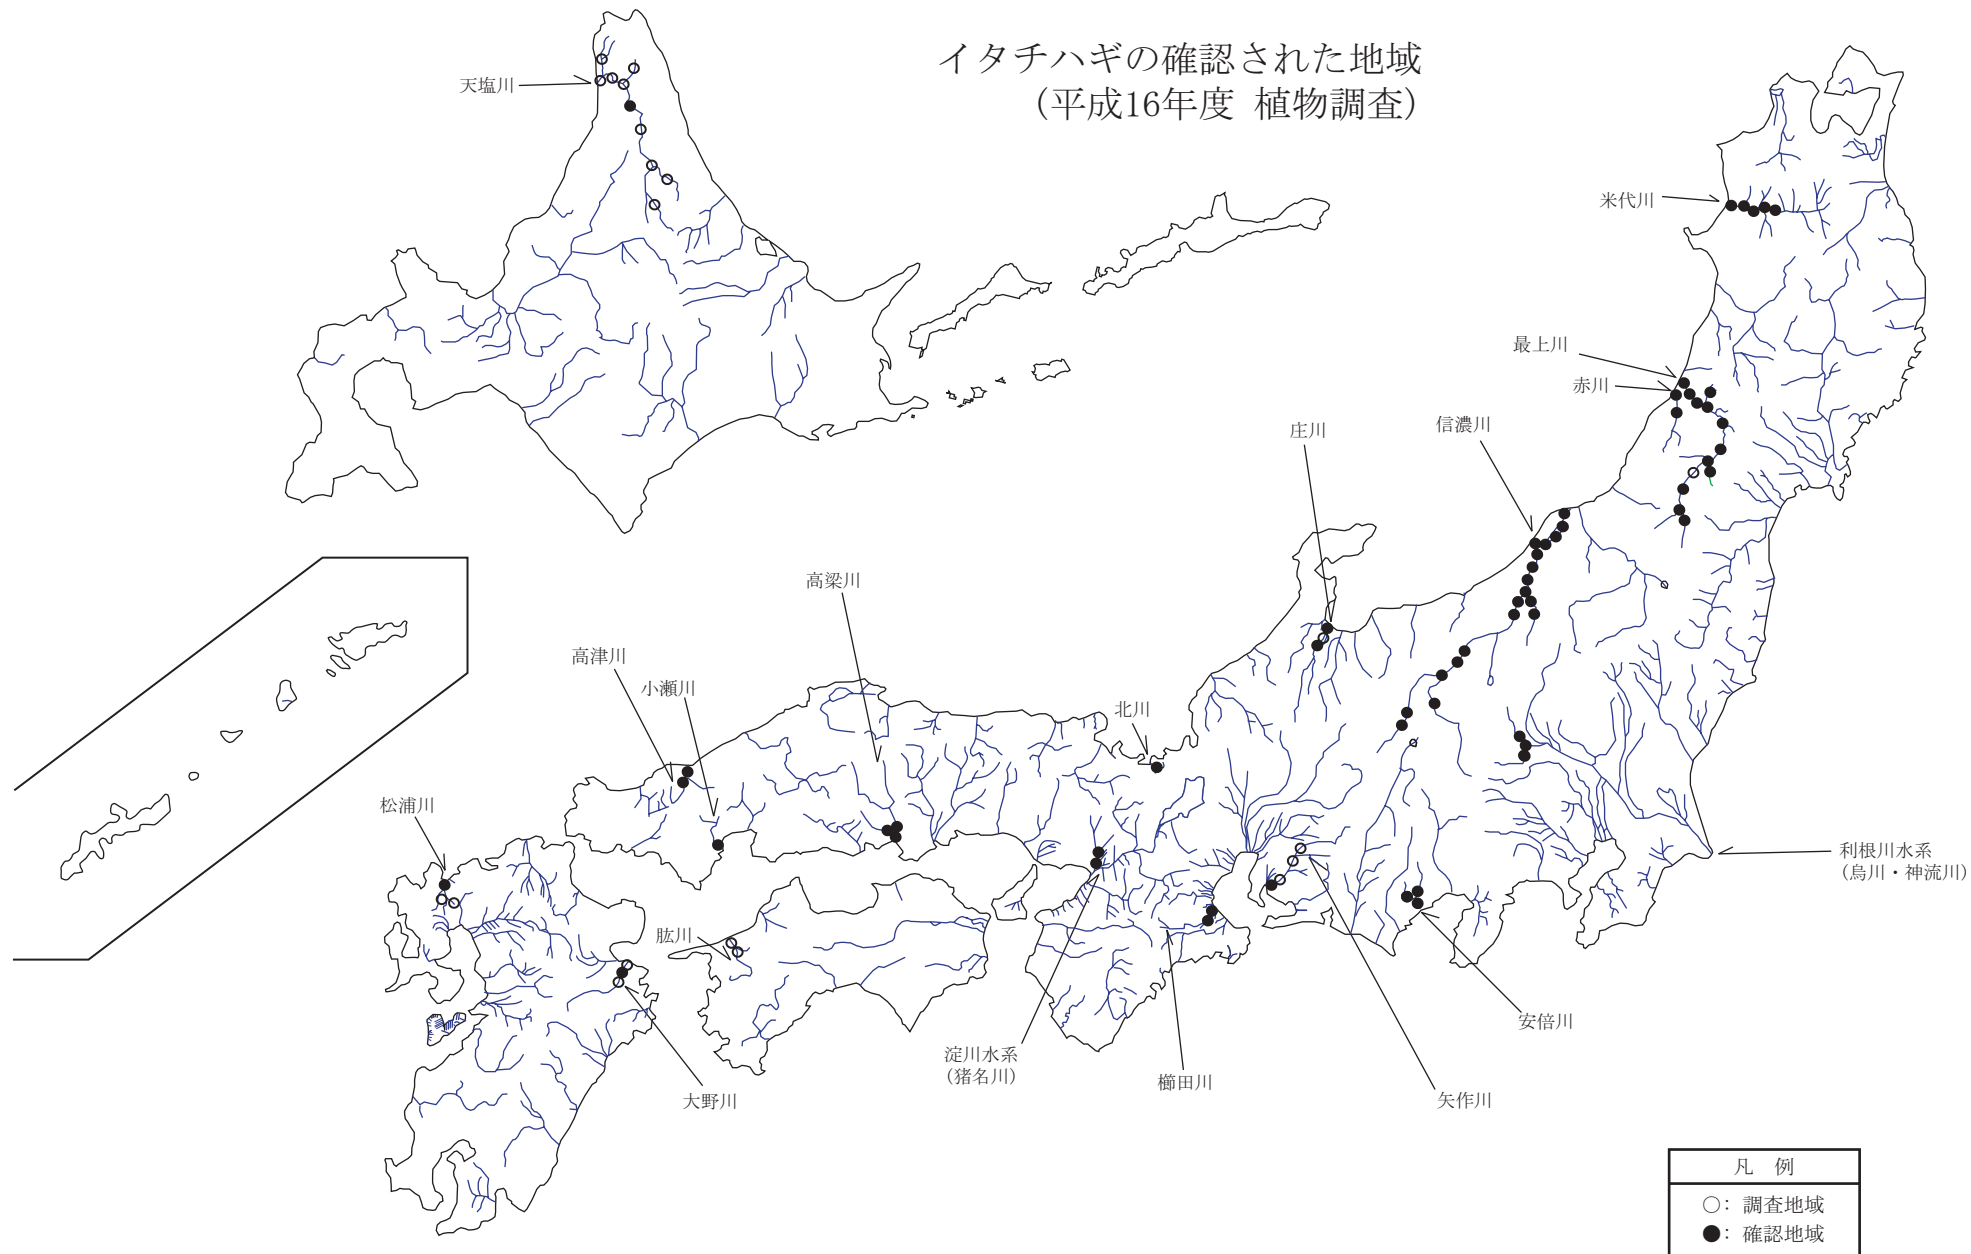 イタチハギの確認された地域
(平成16年度 植物調査)
天塩川
米代川
最上川
赤川
信濃川
庄川
高梁川
高津川
小瀬川
北川
松浦川
利根川水系
(烏川・神流川)
肱川
安倍川
淀川水系
(猪名川)
櫛田川
矢作川
大野川
凡 例
○: 調査地域
●: 確認地域